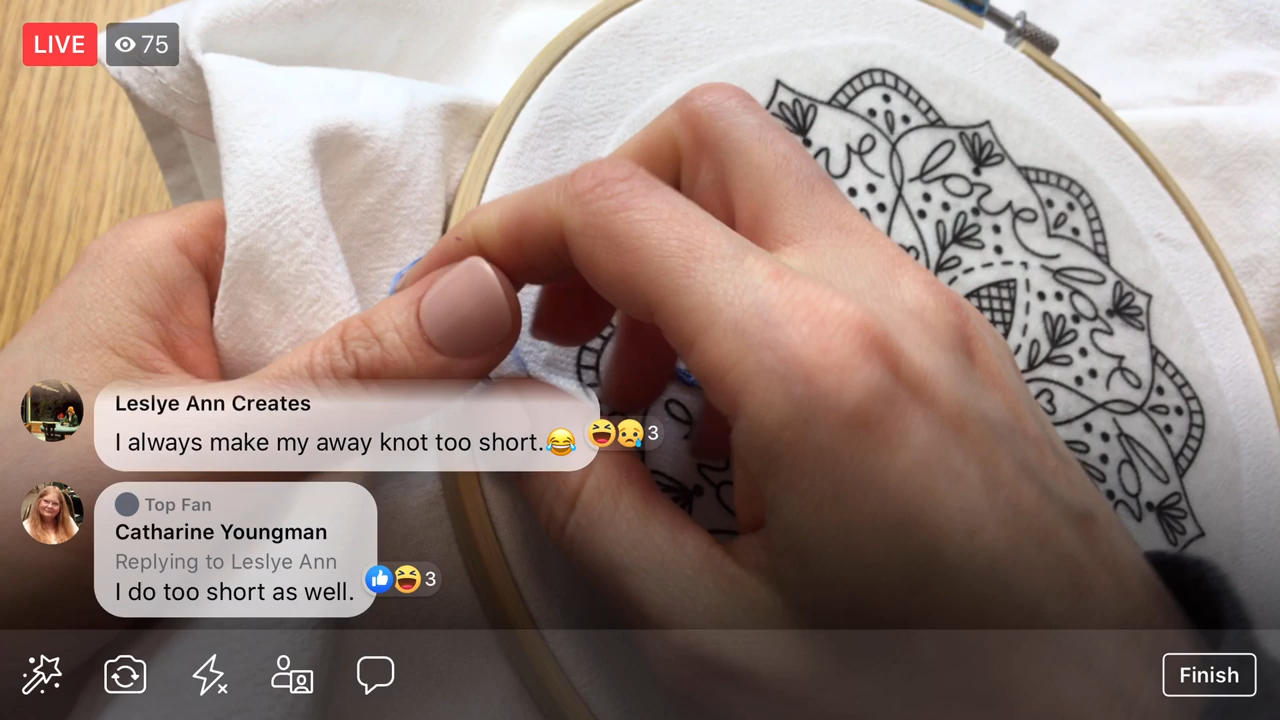 LIVE
75
ve
love
love
Leslye Ann Creates
I always make my away knot too short.😂
3
Top Fan
Catharine Youngman
Replying to Leslye Ann
I do too short as well.
3
Finish